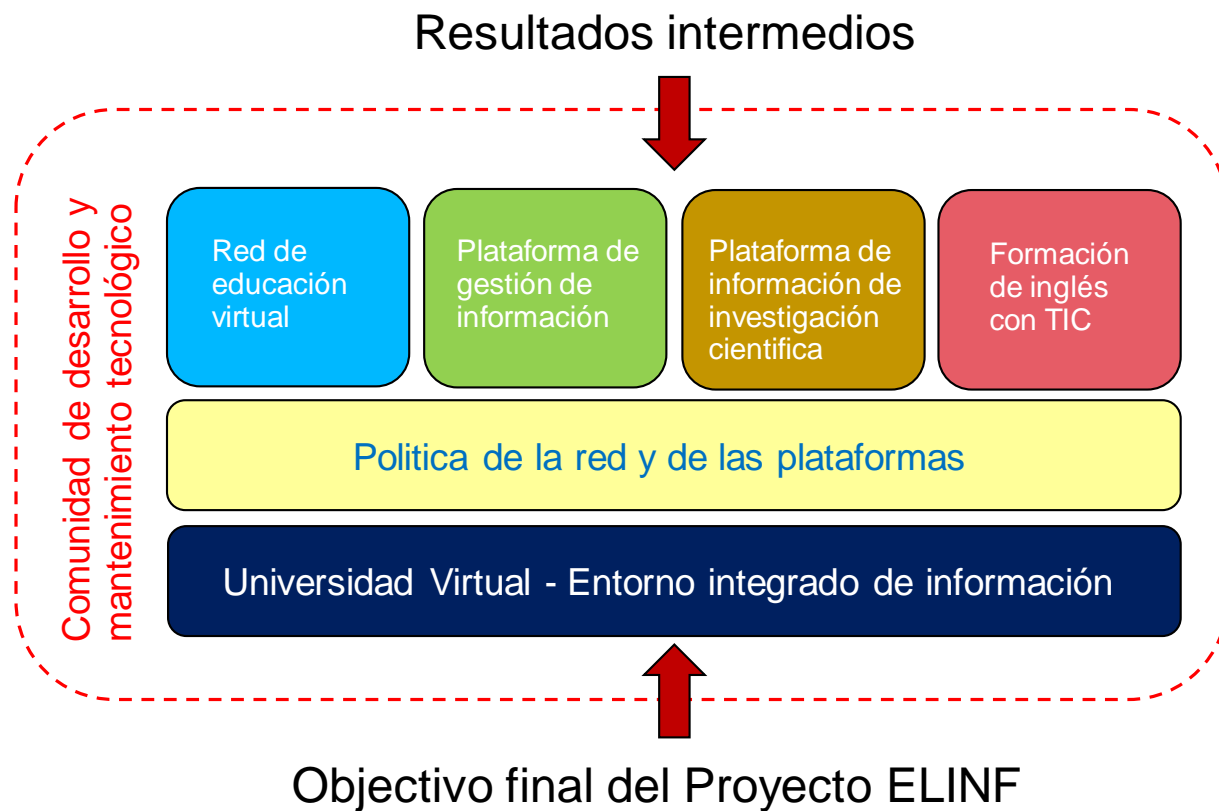 Resultados intermedios
Comunidad de desarrollo y
mantenimiento tecnológico
Red de
educación
virtual
Plataforma de
gestión de
información
Plataforma de
información de
investigación
cientifica
Formación
de inglés
con TIC
Politica de la red y de las plataformas
Universidad Virtual - Entorno integrado de información
Objectivo final del Proyecto ELINF